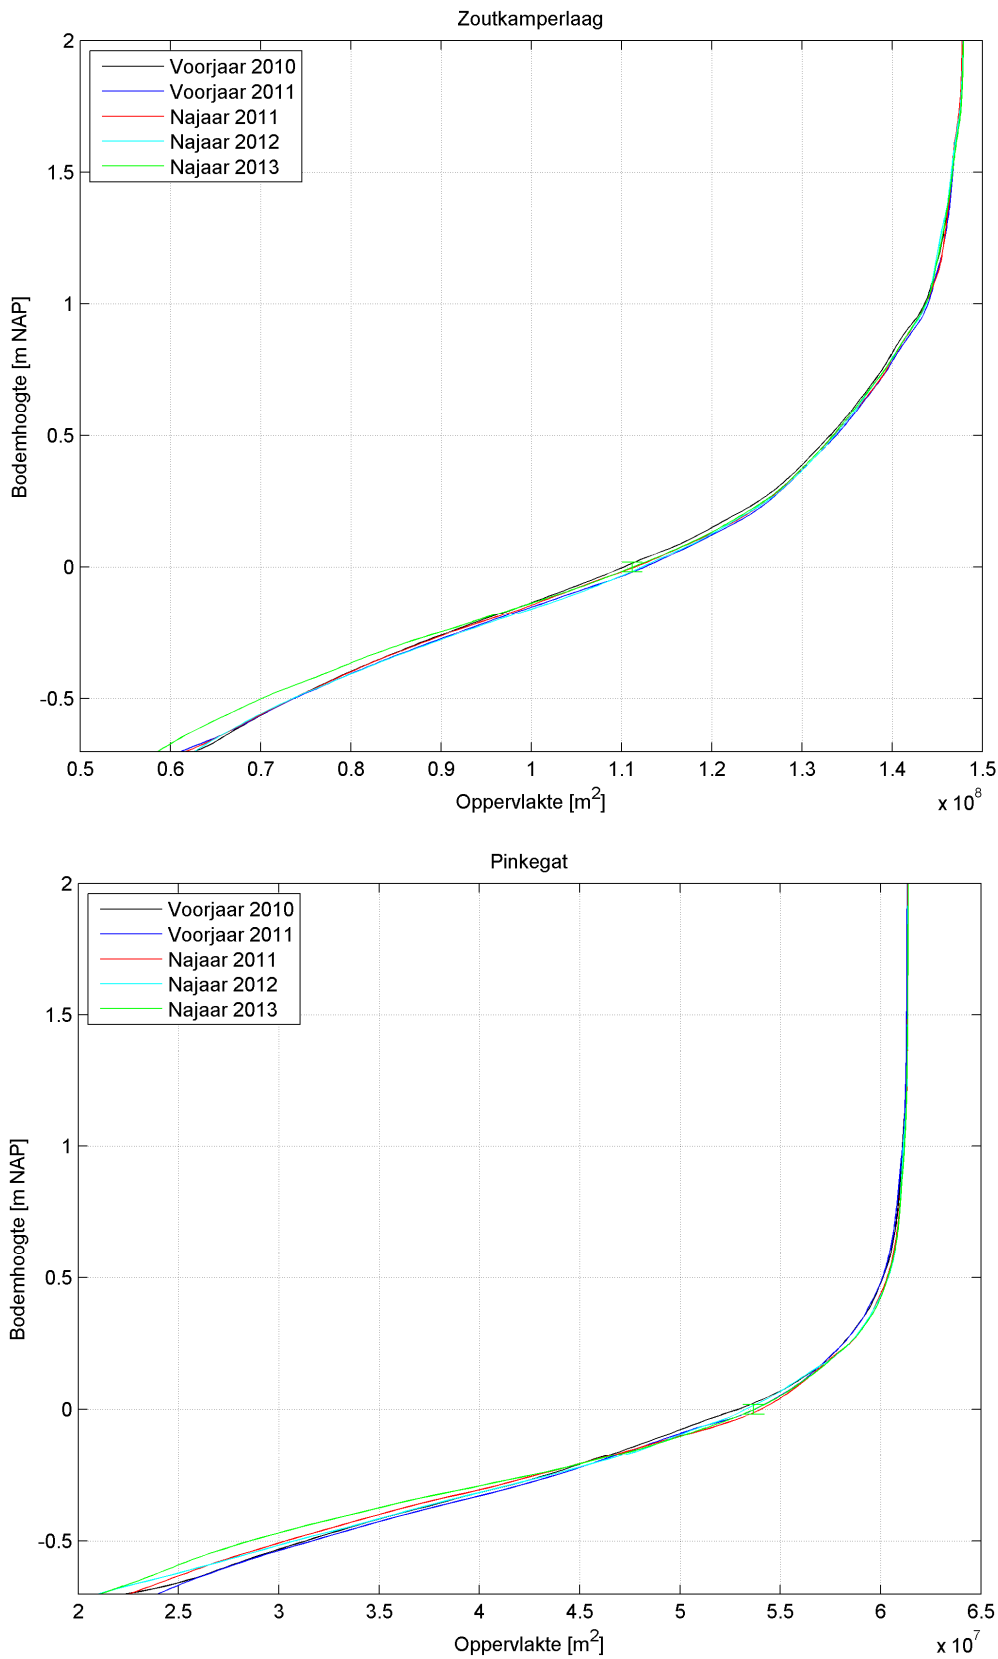 Zoutkamperlaag
2
Voorjaar 2010
Voorjaar 2011
Najaar 2011
Najaar 2012
Najaar 2013
1.5
1
0.5
0
-0.5
Bodemhoogte [m NAP]
0.5 0.6 0.7 0.8 0.9 1 1.1 1.2 1.3 1.4 1.5
Oppervlakte [m²]
x 10⁸
Pinkegat
2
Voorjaar 2010
Voorjaar 2011
Najaar 2011
Najaar 2012
Najaar 2013
1.5
1
0.5
0
-0.5
Bodemhoogte [m NAP]
2 2.5 3 3.5 4 4.5 5 5.5 6 6.5
Oppervlakte [m²]
x 10⁷